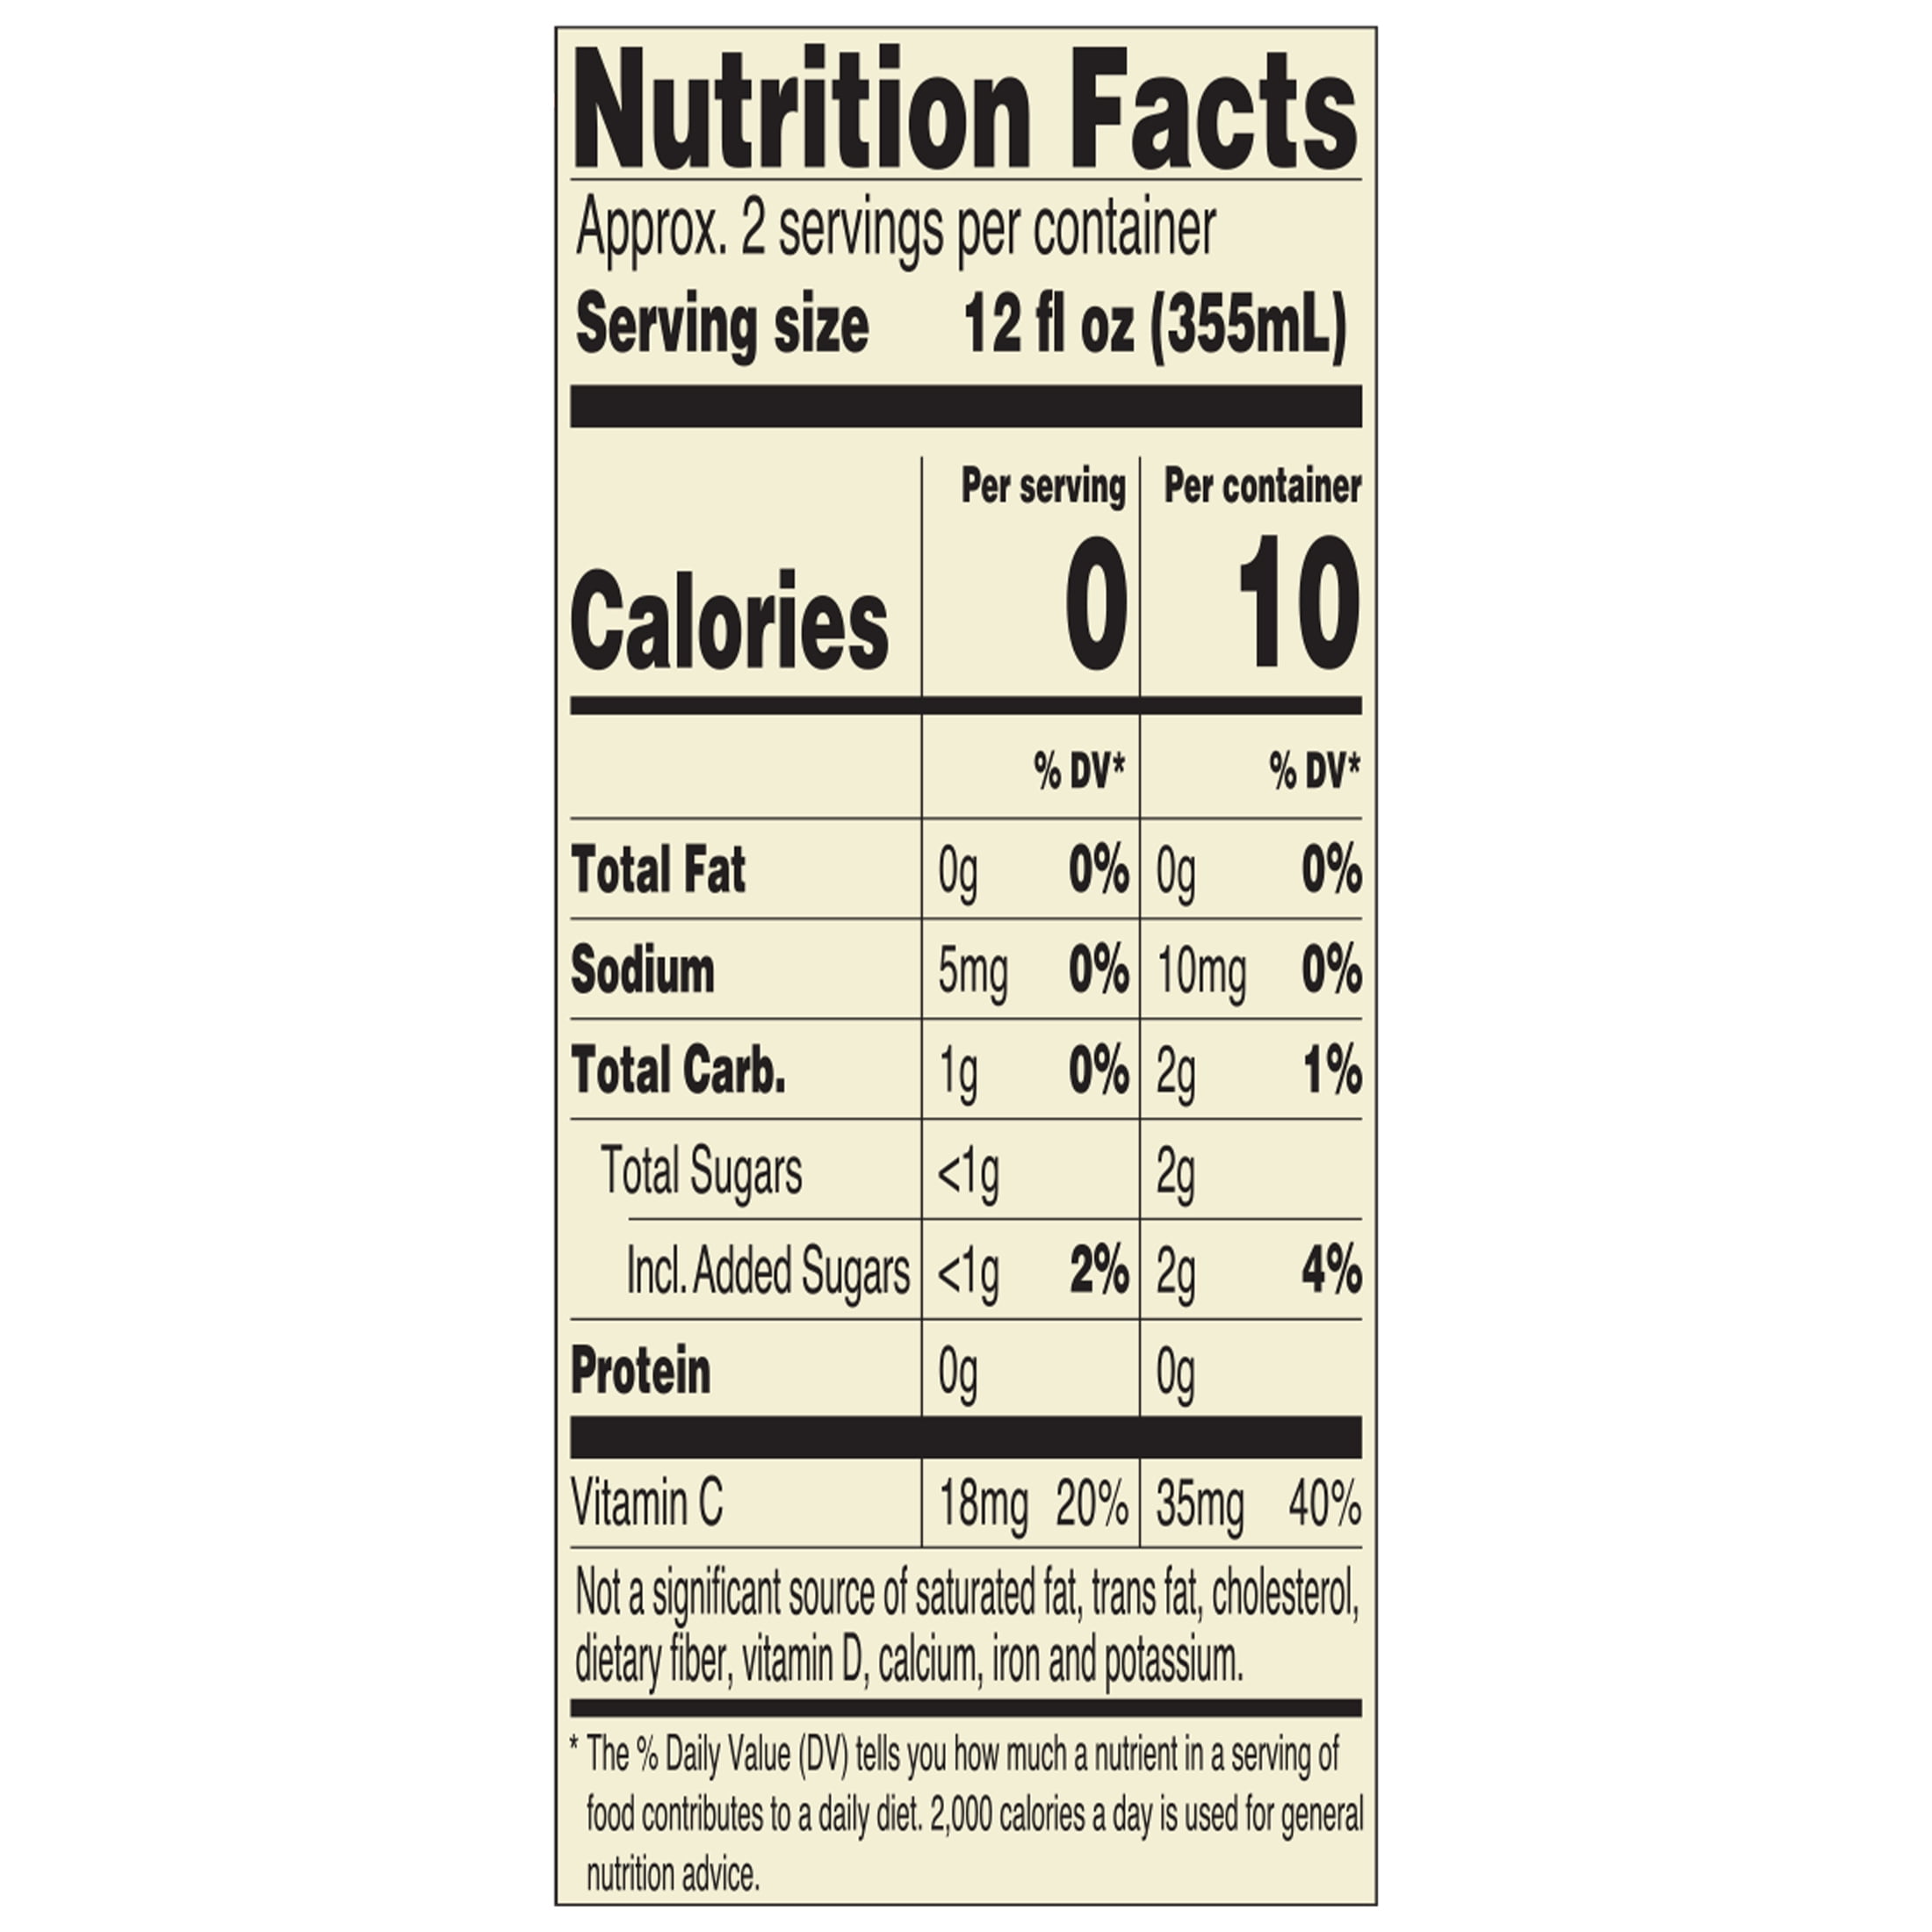 Nutrition Facts
Approx. 2 servings per container
Serving size 12 fl oz (355mL)
Per serving Per container
Calories 0 10
% DV* % DV*
Total Fat 0g 0% 0g 0%
Sodium 5mg 0% 10mg 0%
Total Carb. 1g 0% 2g 1%
Total Sugars <1g 2g
Incl. Added Sugars <1g 2% 2g 4%
Protein 0g 0g
Vitamin C 18mg 20% 35mg 40%
Not a significant source of saturated fat, trans fat, cholesterol,
dietary fiber, vitamin D, calcium, iron and potassium.
* The % Daily Value (DV) tells you how much a nutrient in a serving of
food contributes to a daily diet. 2,000 calories a day is used for general
nutrition advice.